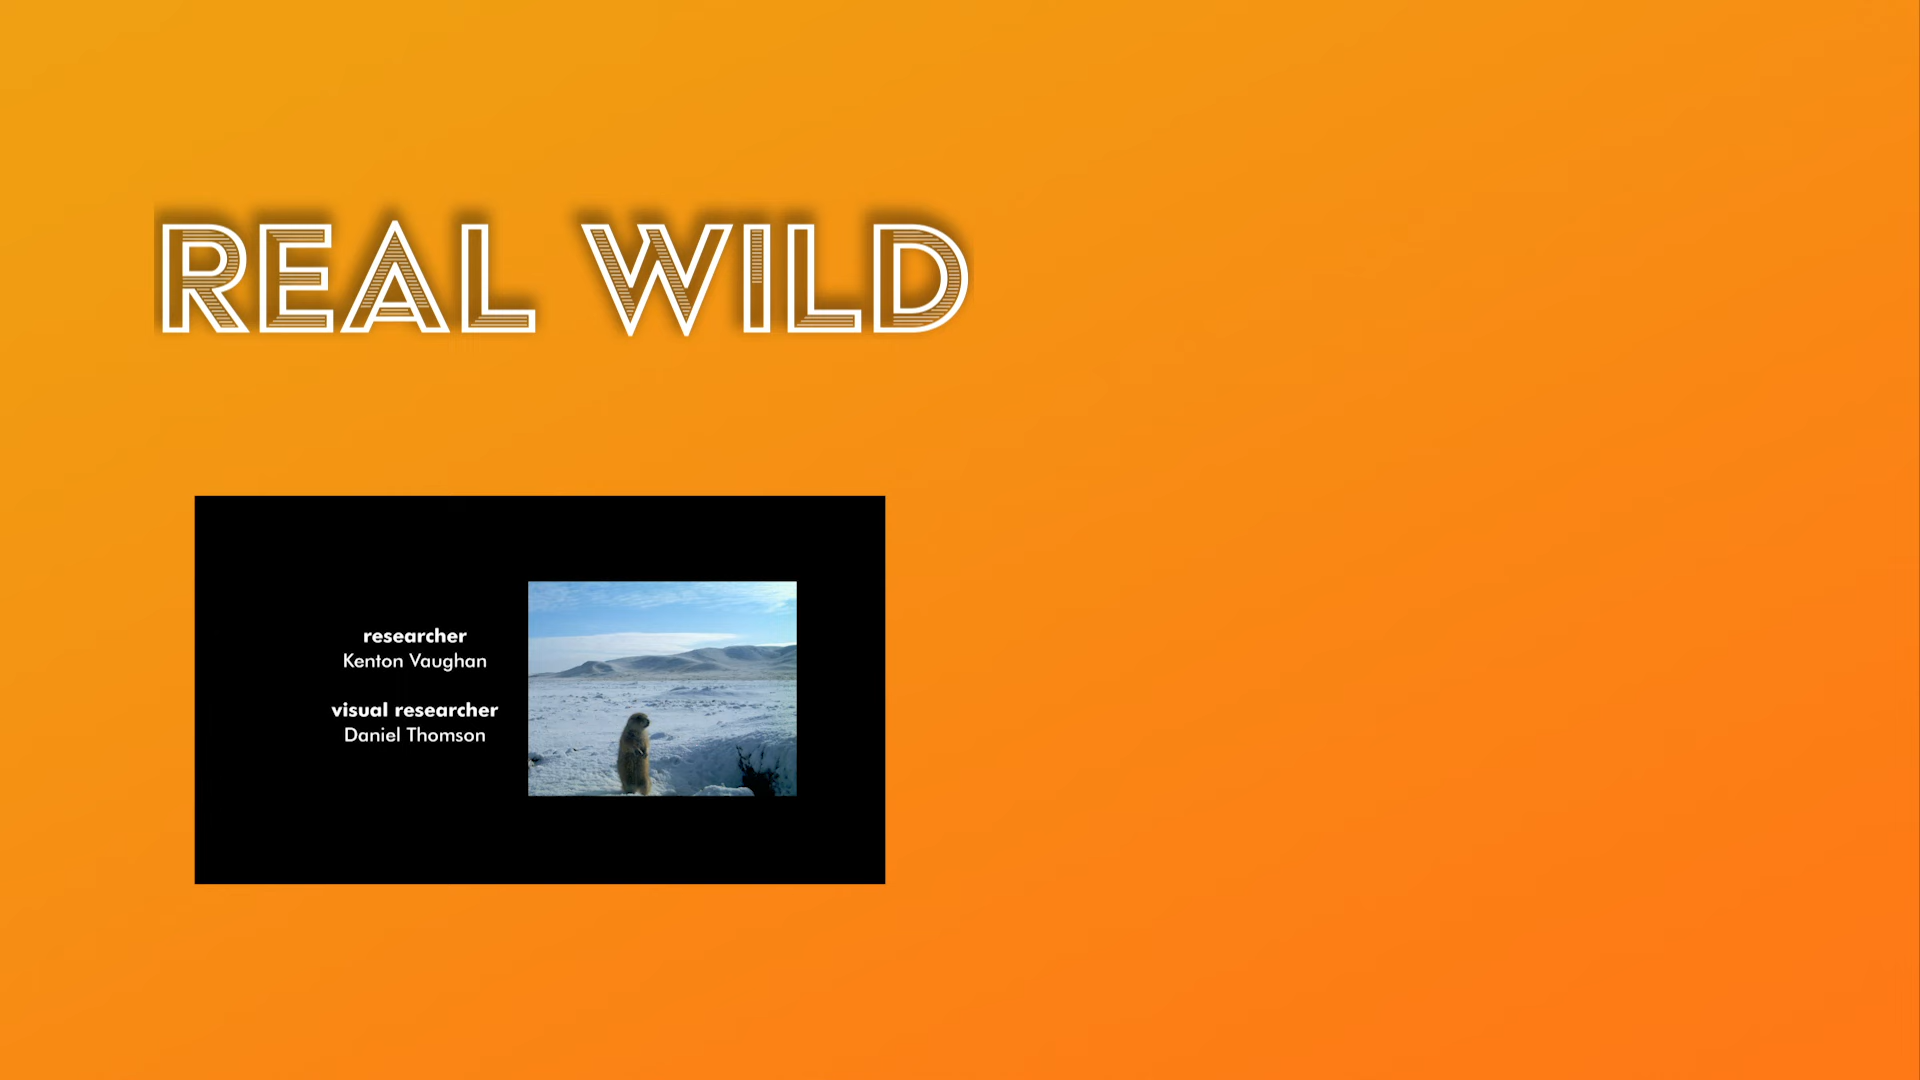 REAL WILD
researcher
Kenton Vaughan
visual researcher
Daniel Thomson